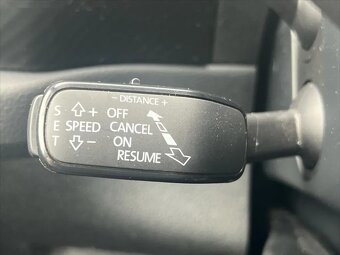 - DISTANCE +
S + OFF
E SPEED CANCEL
T - ON
RESUME